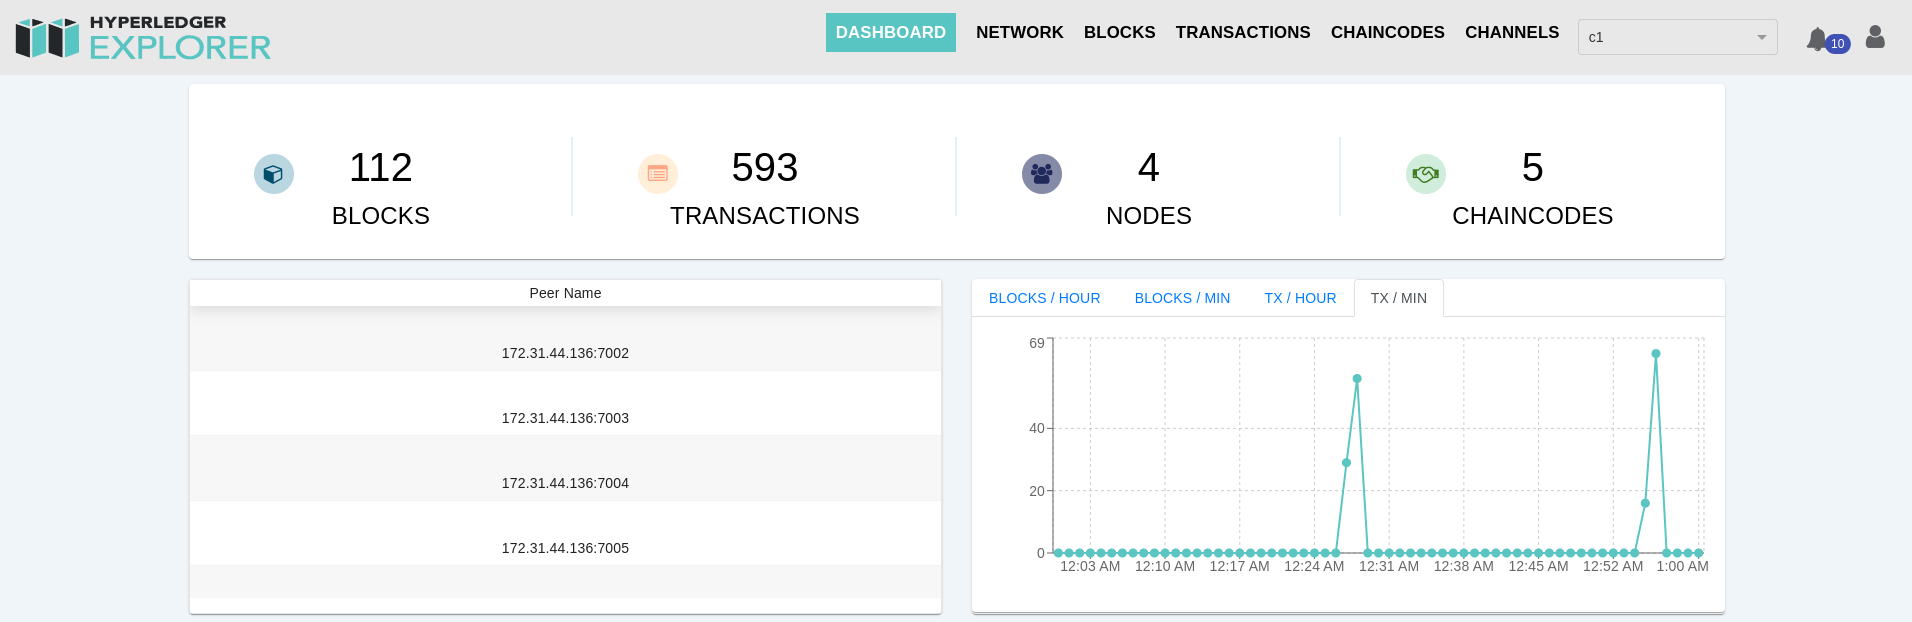 HYPERLEDGER
EXPLORER
DASHBOARD NETWORK BLOCKS TRANSACTIONS CHAINCODES CHANNELS c1 10
112 593 4 5
BLOCKS TRANSACTIONS NODES CHAINCODES
Peer Name
172.31.44.136:7002
172.31.44.136:7003
172.31.44.136:7004
172.31.44.136:7005
BLOCKS / HOUR BLOCKS / MIN TX / HOUR TX / MIN
69
40
20
0
12:03 AM 12:10 AM 12:17 AM 12:24 AM 12:31 AM 12:38 AM 12:45 AM 12:52 AM 1:00 AM